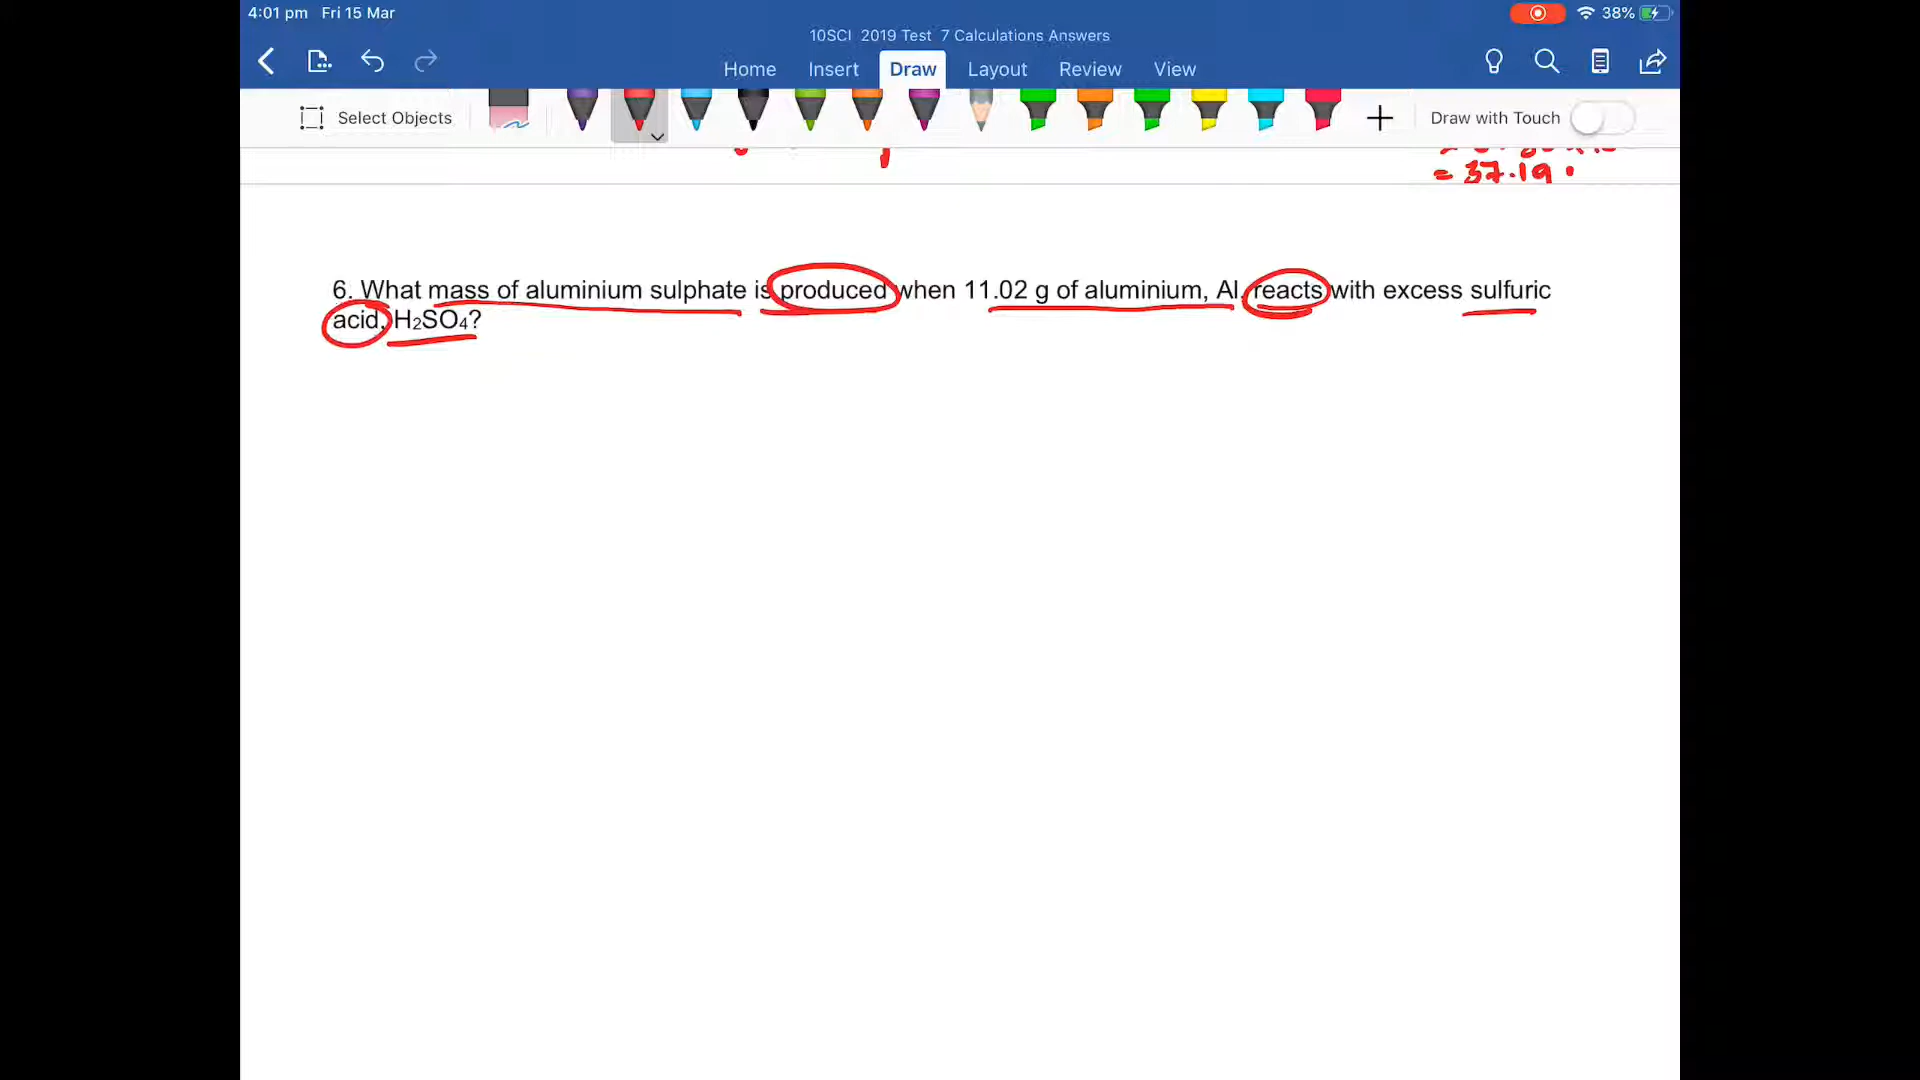 4:01 pm Fri 15 Mar
38%
10SCI 2019 Test 7 Calculations Answers
Home Insert Draw Layout Review View
Select Objects
Draw with Touch
= 37.19
6. What mass of aluminium sulphate is produced when 11.02 g of aluminium, Al, reacts with excess sulfuric
acid, H₂SO₄?